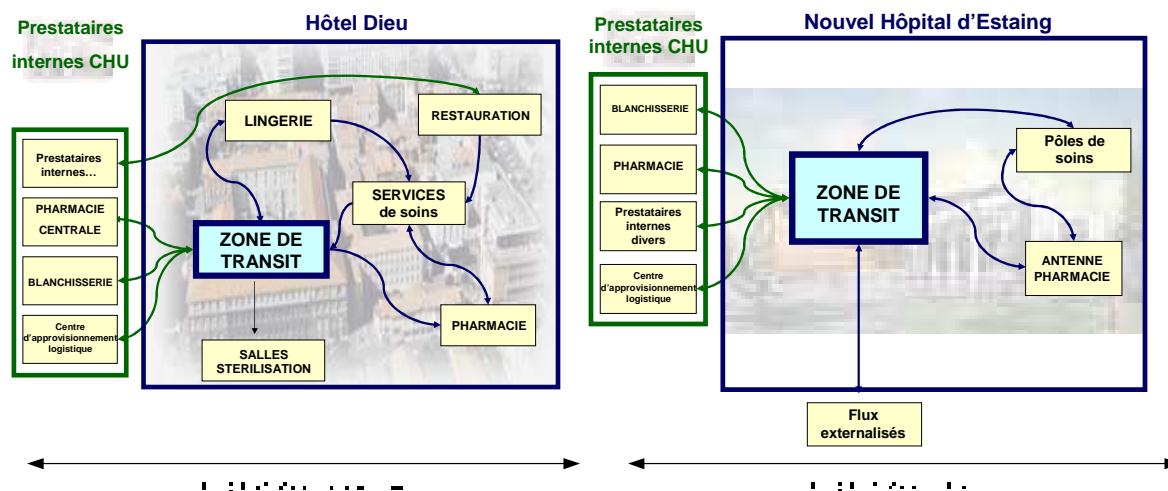 Prestataires
internes CHU
Hôtel Dieu
LINGERIE
RESTAURATION
Prestataires
internes…
PHARMACIE
CENTRALE
BLANCHISSERIE
Centre
d'approvisionnement
logistique
SERVICES
de soins
ZONE DE
TRANSIT
PHARMACIE
SALLES
STERILISATION
Prestataires
internes CHU
Nouvel Hôpital d'Estaing
BLANCHISSERIE
PHARMACIE
Prestataires
internes
divers
Centre
d'approvisionnement
logistique
ZONE DE
TRANSIT
Pôles de
soins
ANTENNE
PHARMACIE
Flux
externalisés